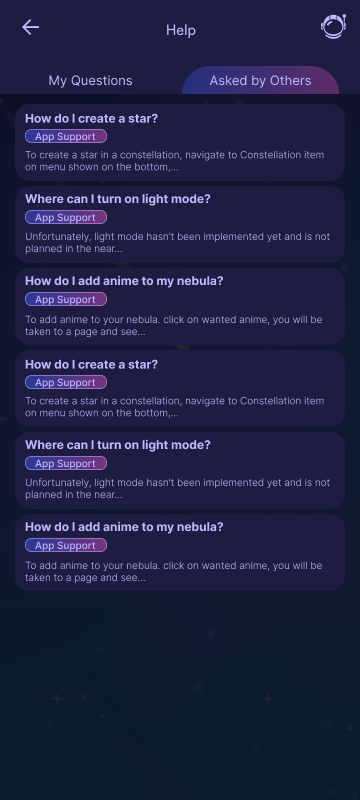 Help
My Questions
Asked by Others
How do I create a star?
App Support
To create a star in a constellation, navigate to Constellation item
on menu shown on the bottom,...
Where can I turn on light mode?
App Support
Unfortunately, light mode hasn't been implemented yet and is not
planned in the near...
How do I add anime to my nebula?
App Support
To add anime to your nebula. click on wanted anime, you will be
taken to a page and see...
How do I create a star?
App Support
To create a star in a constellation, navigate to Constellation item
on menu shown on the bottom,...
Where can I turn on light mode?
App Support
Unfortunately, light mode hasn't been implemented yet and is not
planned in the near...
How do I add anime to my nebula?
App Support
To add anime to your nebula. click on wanted anime, you will be
taken to a page and see...